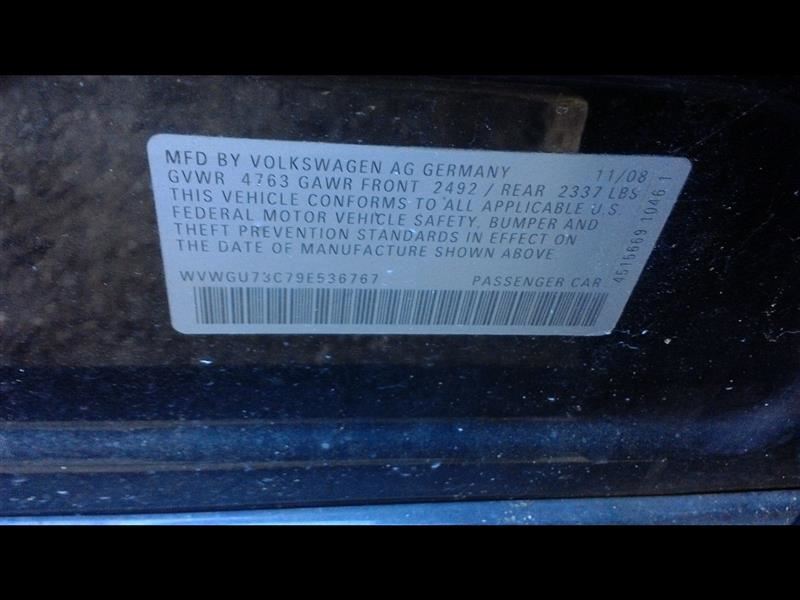 MFD BY VOLKSWAGEN AG GERMANY 11/08
GVWR 4763 GAWR FRONT 2492 / REAR 2337 LBS
THIS VEHICLE CONFORMS TO ALL APPLICABLE U.S.
FEDERAL MOTOR VEHICLE SAFETY, BUMPER AND
THEFT PREVENTION STANDARDS IN EFFECT ON
THE DATE OF MANUFACTURE SHOWN ABOVE.
WVWGU73C79E536767 PASSENGER CAR
4515669 1046 1